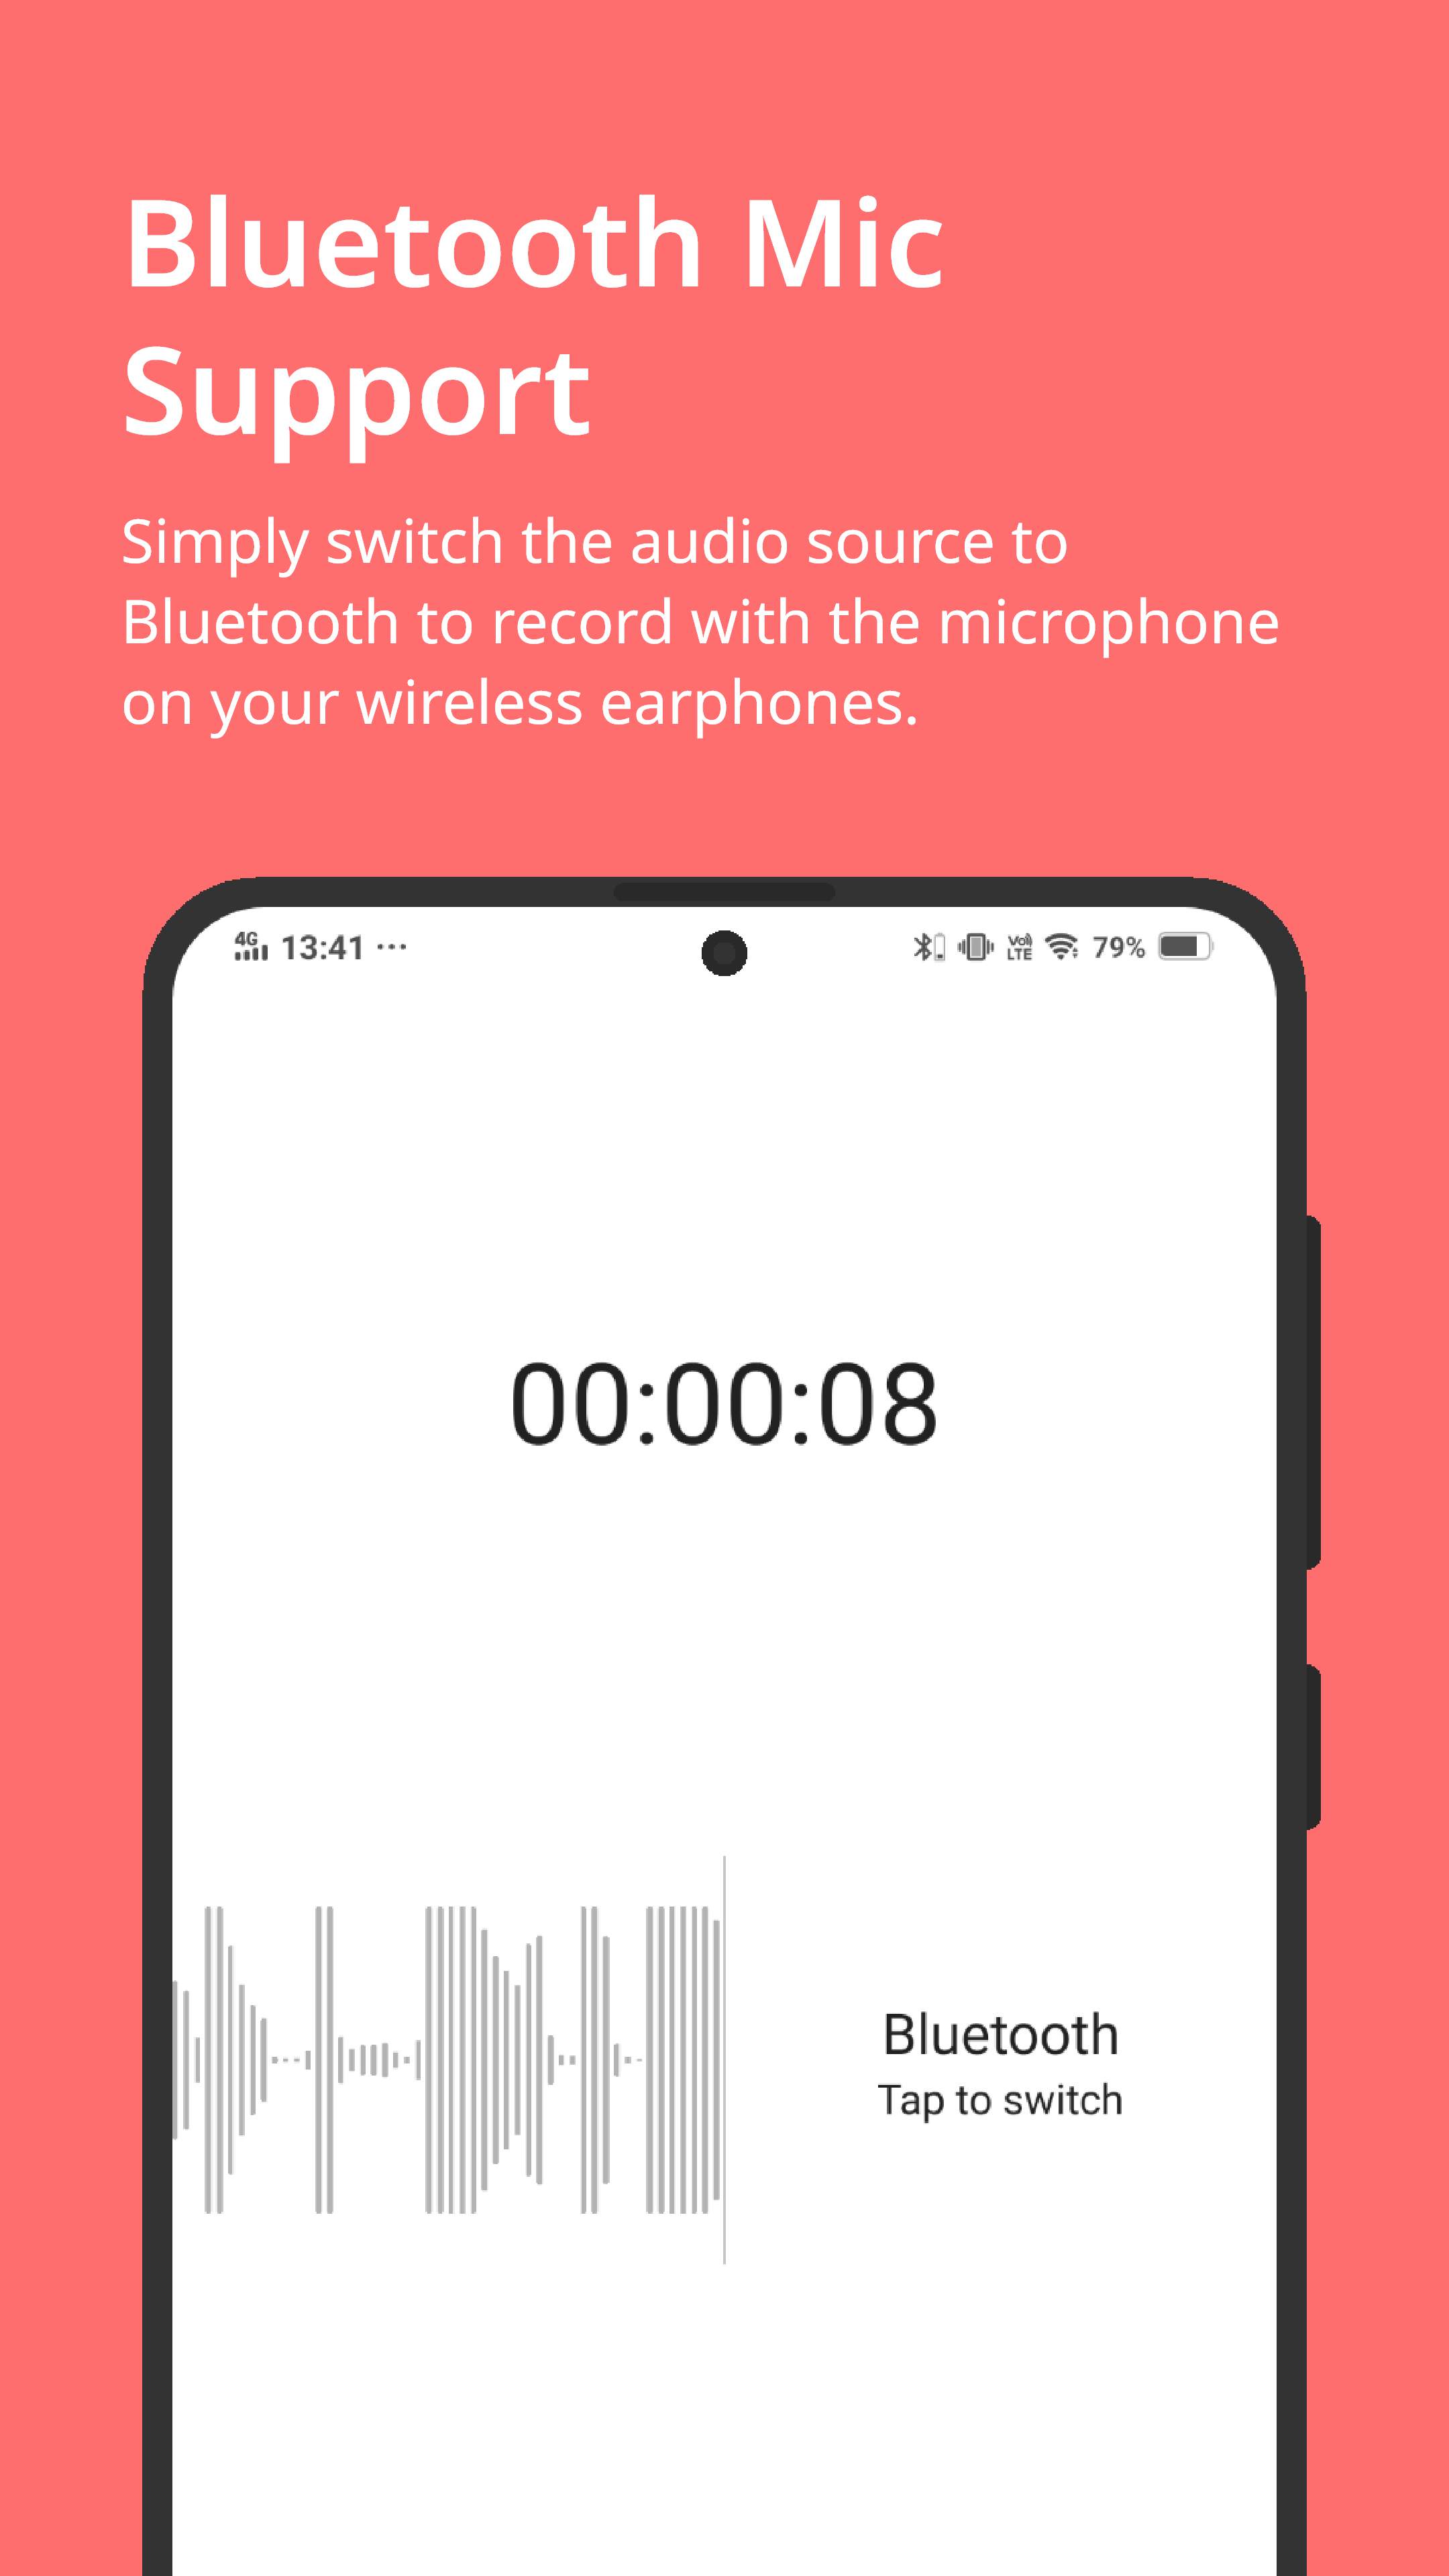 Bluetooth Mic
Support
Simply switch the audio source to
Bluetooth to record with the microphone
on your wireless earphones.
4G 13:41 ··· Vo) LTE 79%
00:00:08
Bluetooth
Tap to switch